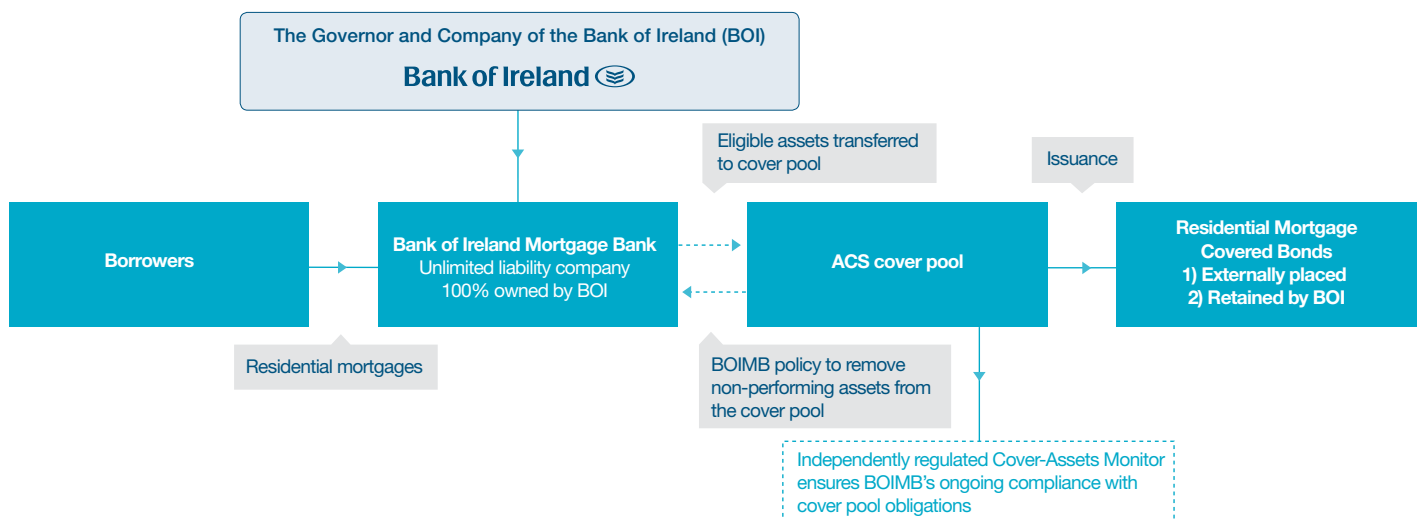 The Governor and Company of the Bank of Ireland (BOI)
Bank of Ireland
Eligible assets transferred
to cover pool
Issuance
Borrowers
Bank of Ireland Mortgage Bank
Unlimited liability company
100% owned by BOI
ACS cover pool
Residential Mortgage
Covered Bonds
1) Externally placed
2) Retained by BOI
Residential mortgages
BOIMB policy to remove
non-performing assets from
the cover pool
Independently regulated Cover-Assets Monitor
ensures BOIMB's ongoing compliance with
cover pool obligations